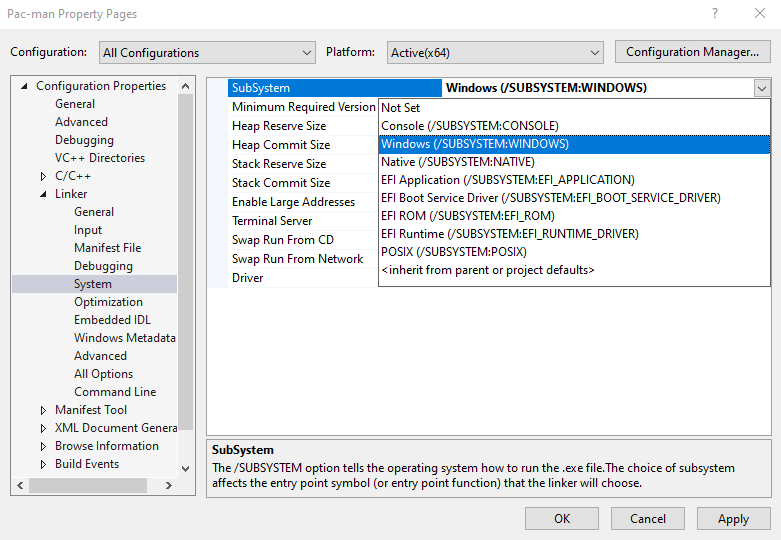 Pac-man Property Pages
?
Configuration: All Configurations Platform: Active(x64) Configuration Manager...
Configuration Properties
General
Advanced
Debugging
VC++ Directories
C/C++
Linker
General
Input
Manifest File
Debugging
System
Optimization
Embedded IDL
Windows Metadata
Advanced
All Options
Command Line
Manifest Tool
XML Document Genera
Browse Information
Build Events
SubSystem Windows (/SUBSYSTEM:WINDOWS)
Minimum Required Version
Heap Reserve Size
Heap Commit Size
Stack Reserve Size
Stack Commit Size
Enable Large Addresses
Terminal Server
Swap Run From CD
Swap Run From Network
Driver
Not Set
Console (/SUBSYSTEM:CONSOLE)
Windows (/SUBSYSTEM:WINDOWS)
Native (/SUBSYSTEM:NATIVE)
EFI Application (/SUBSYSTEM:EFI_APPLICATION)
EFI Boot Service Driver (/SUBSYSTEM:EFI_BOOT_SERVICE_DRIVER)
EFI ROM (/SUBSYSTEM:EFI_ROM)
EFI Runtime (/SUBSYSTEM:EFI_RUNTIME_DRIVER)
POSIX (/SUBSYSTEM:POSIX)
<inherit from parent or project defaults>
SubSystem
The /SUBSYSTEM option tells the operating system how to run the .exe file.The choice of subsystem
affects the entry point symbol (or entry point function) that the linker will choose.
OK Cancel Apply